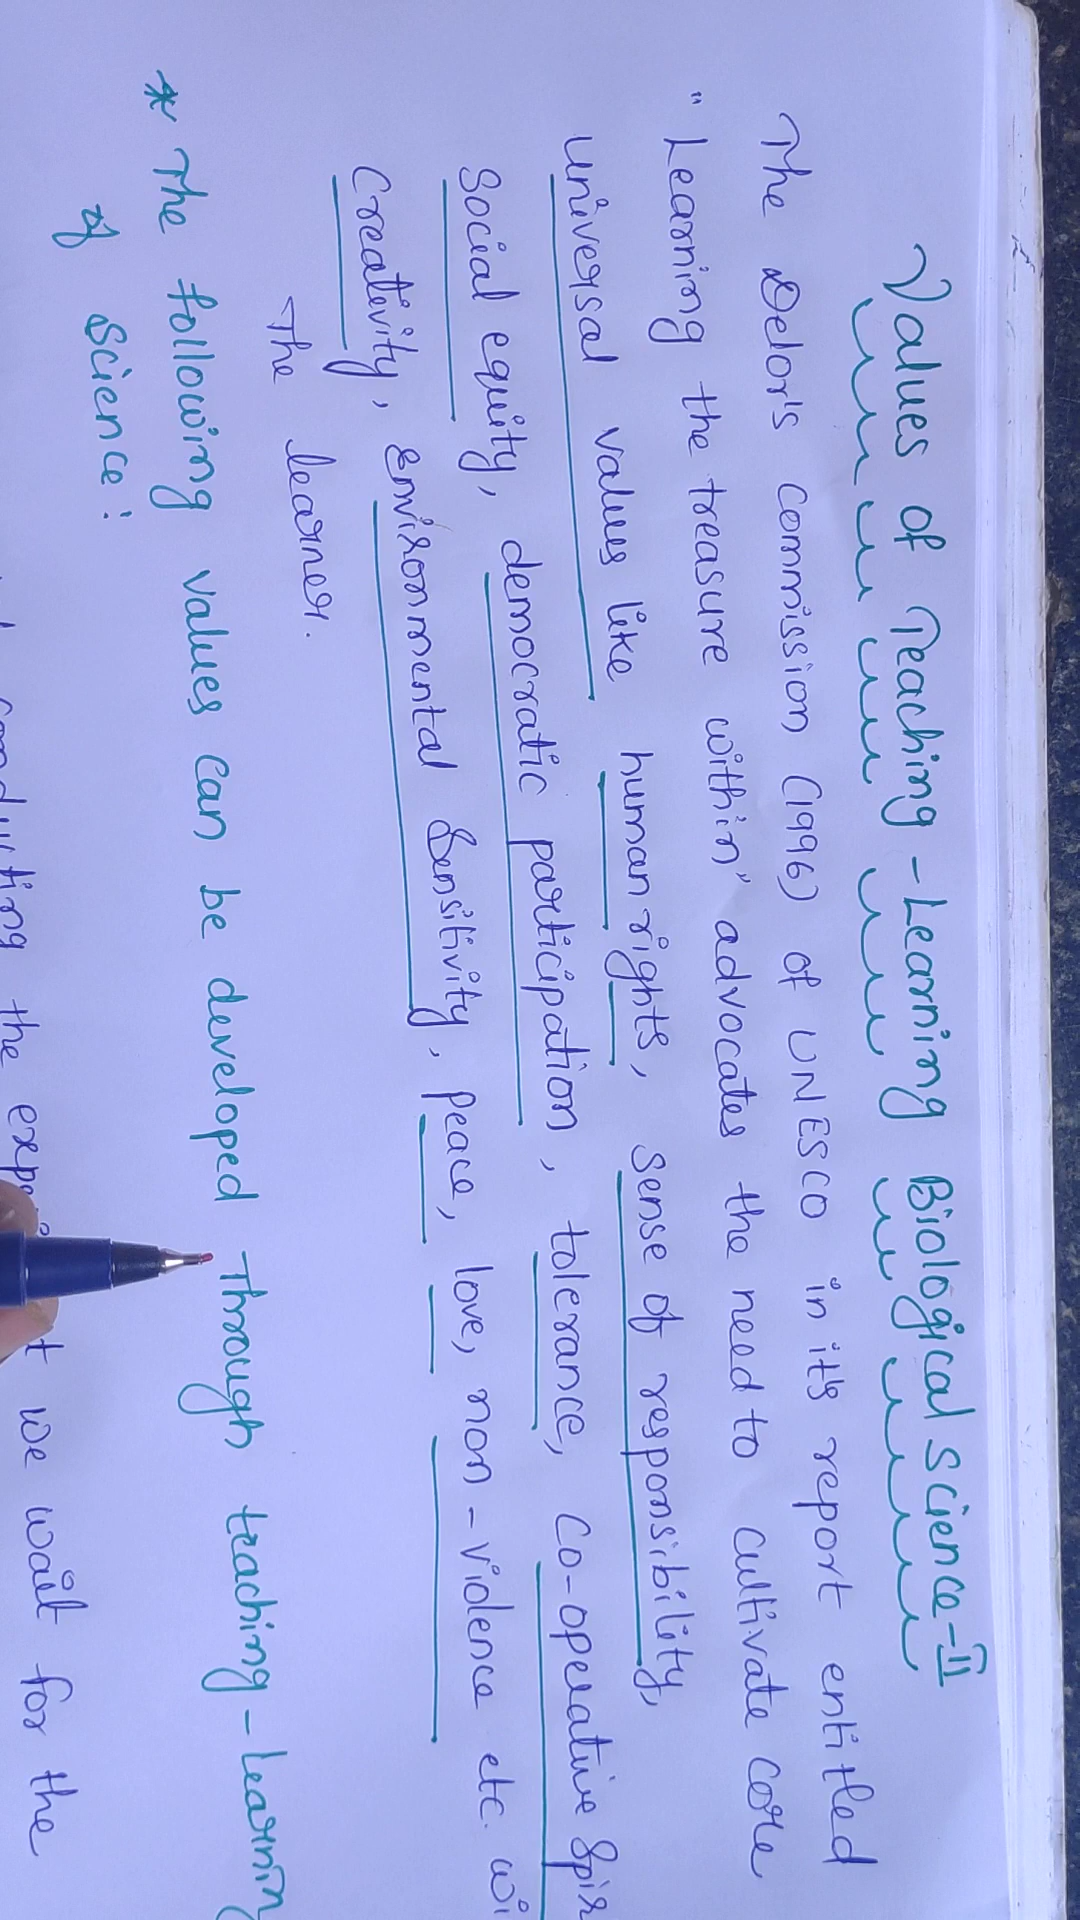 Values of Teaching-Learning Biological Science-II
The Delor's Commission (1996) of UNESCO in it's report entitled
"Learning the treasure within" advocates the need to cultivate core
universal values like human rights, sense of responsibility,
Social equity, democratic participation, tolerance, Co-operative
Creativity, Environmental Sensitivity, peace, love, non-violence etc.
The learner.
* The following values can be developed Through teaching-
of Science:
the we wait for the